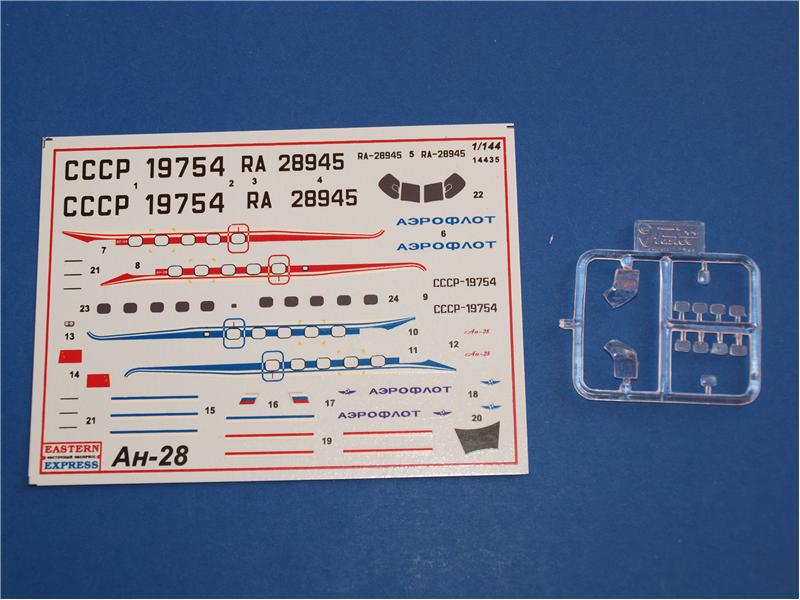 СССР 19754 RA 28945 RA-28945 5 RA-28945 1/144
14435
1 2 3 4
СССР 19754 RA 28945 22
АЭРОФЛОТ
6
7 АЭРОФЛОТ
21 8
СССР-19754
23 24 9 СССР-19754
13 10 Ан-28
11 12 Ан-28
14
АЭРОФЛОТ 18
21 15 16 17 АЭРОФЛОТ 20
19
EASTERN
ВОСТОЧНЫЙ ЭКСПРЕСС
EXPRESS
Ан-28